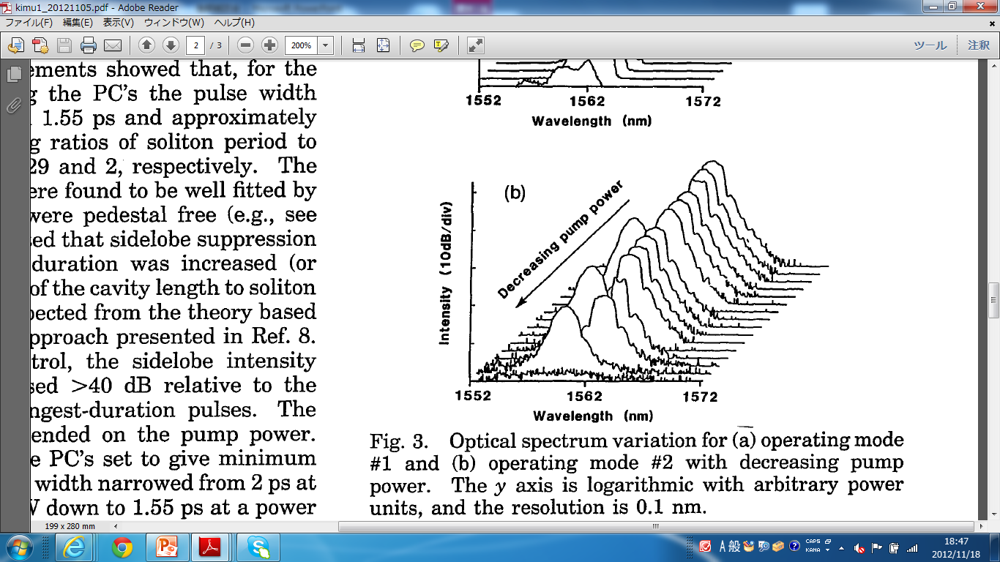 kimu1_20121105.pdf - Adobe Reader
ファイル(F) 編集(E) 表示(V) ウィンドウ(W) ヘルプ(H)
2 / 3 200% ツール 注釈
ements showed that, for the
g the PC's the pulse width
1.55 ps and approximately
g ratios of soliton period to
29 and 2, respectively. The
ere found to be well fitted by
were pedestal free (e.g., see
sed that sidelobe suppression
duration was increased (or
of the cavity length to soliton
pected from the theory based
pproach presented in Ref. 8.
trol, the sidelobe intensity
sed >40 dB relative to the
ngest-duration pulses. The
ended on the pump power.
e PC's set to give minimum
width narrowed from 2 ps at
V down to 1.55 ps at a power
1552 1562 1572
Wavelength (nm)
(b)
Decreasing pump power
Intensity (10dB/div)
1552 1562 1572
Wavelength (nm)
Fig. 3. Optical spectrum variation for (a) operating mode
#1 and (b) operating mode #2 with decreasing pump
power. The y axis is logarithmic with arbitrary power
units, and the resolution is 0.1 nm.
199 x 280 mm
A 般 CAPS KANA 18:47
2012/11/18